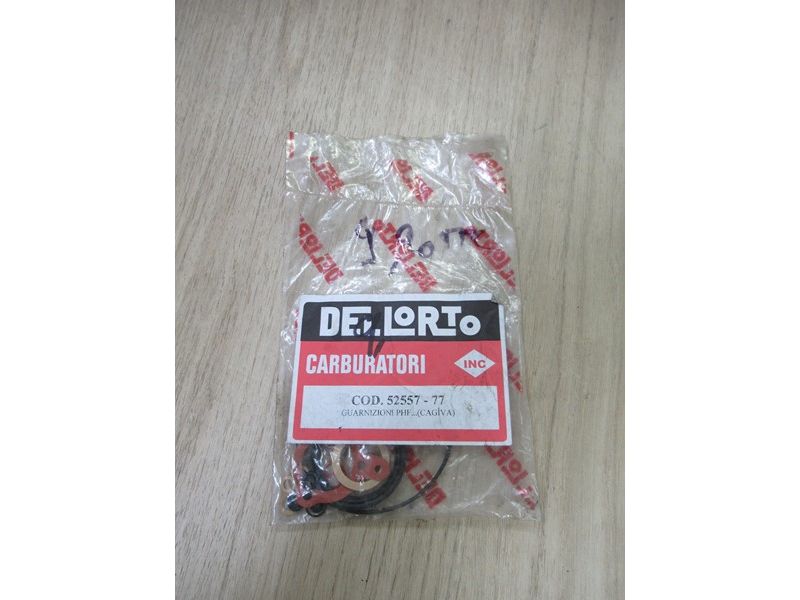 DELLORTO
CARBURATORI
INC
COD. 52557 - 77
GUARNIZIONI PHF...(CAGIVA)